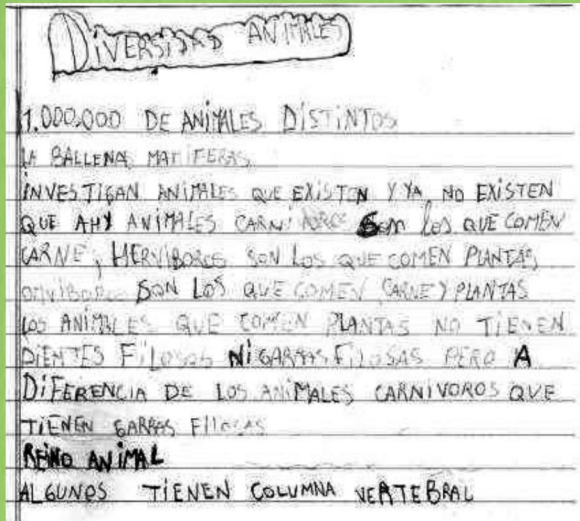 DIVERSIDAD ANIMALES
1.000.000 DE ANIMALES DISTINTOS
LA BALLENA MATIFERAS
INVESTIGAN ANIMALES QUE EXISTEN Y YA NO EXISTEN
QUE AHY ANIMALES CARNIBOROS SON LOS QUE COMEN
CARNE, HERVIBOROS SON LOS QUE COMEN PLANTAS,
OMVIBOROS SON LOS QUE COMEN CARNE Y PLANTAS
LOS ANIMALES QUE COMEN PLANTAS NO TIENEN
DIENTES FILOSOS NI GARRAS FILOSAS PERO A
DIFERENCIA DE LOS ANIMALES CARNIVOROS QUE
TIENEN GARRAS FILOSAS
REINO ANIMAL
ALGUNOS TIENEN COLUMNA VERTEBRAL